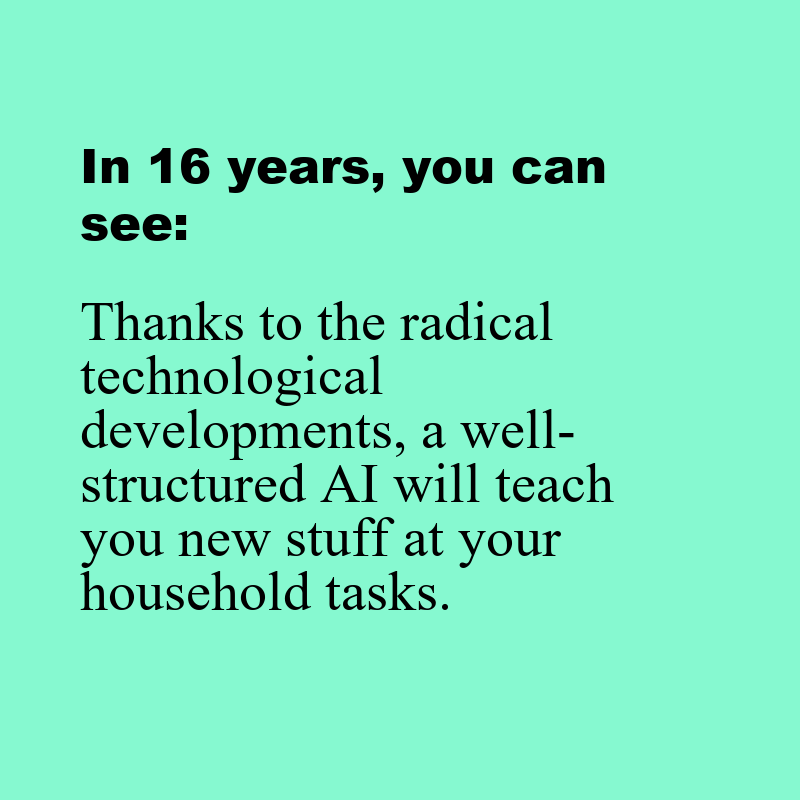 In 16 years, you can
see:
Thanks to the radical
technological
developments, a well-
structured AI will teach
you new stuff at your
household tasks.